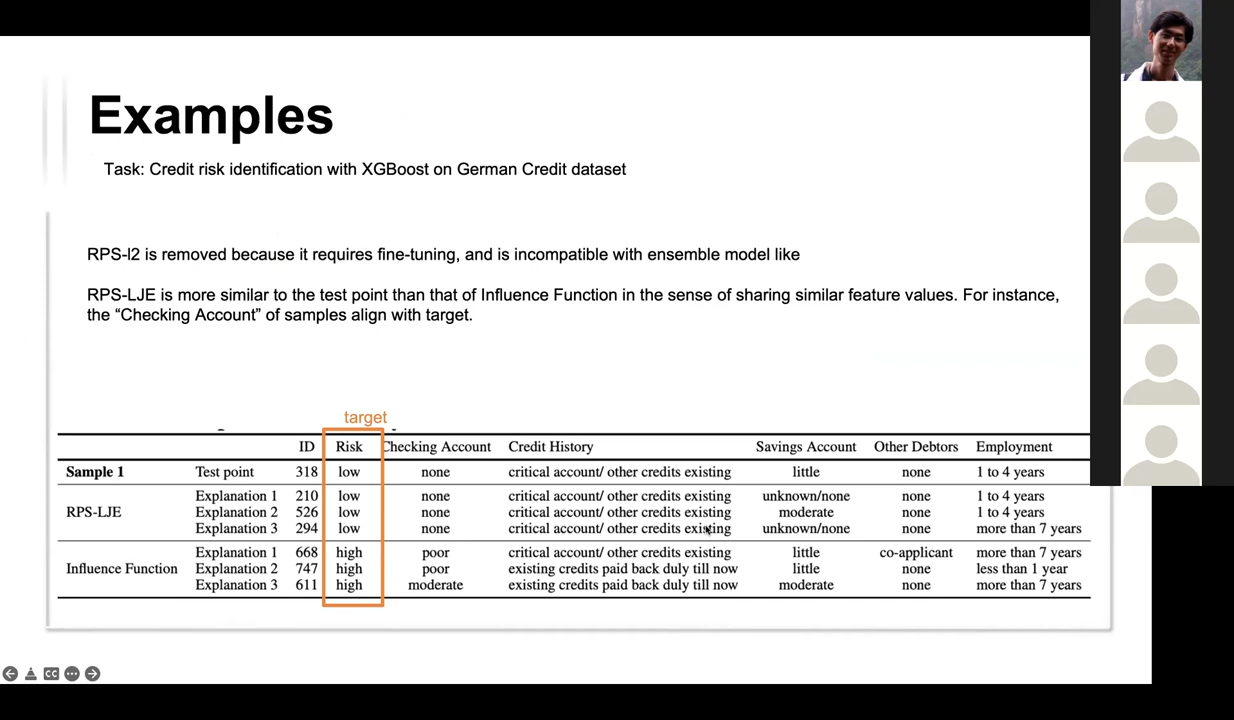 Examples
Task: Credit risk identification with XGBoost on German Credit dataset
RPS-l2 is removed because it requires fine-tuning, and is incompatible with ensemble model like
RPS-LJE is more similar to the test point than that of Influence Function in the sense of sharing similar feature values. For instance,
the “Checking Account” of samples align with target.
target
ID Risk Checking Account Credit History Savings Account Other Debtors Employment
Sample 1 Test point 318 low none critical account/ other credits existing little none 1 to 4 years
Explanation 1 210 low none critical account/ other credits existing unknown/none none 1 to 4 years
RPS-LJE Explanation 2 526 low none critical account/ other credits existing moderate none 1 to 4 years
Explanation 3 294 low none critical account/ other credits existing unknown/none none more than 7 years
Explanation 1 668 high poor critical account/ other credits existing little co-applicant more than 7 years
Influence Function Explanation 2 747 high poor existing credits paid back duly till now little none less than 1 year
Explanation 3 611 high moderate existing credits paid back duly till now moderate none more than 7 years
CC